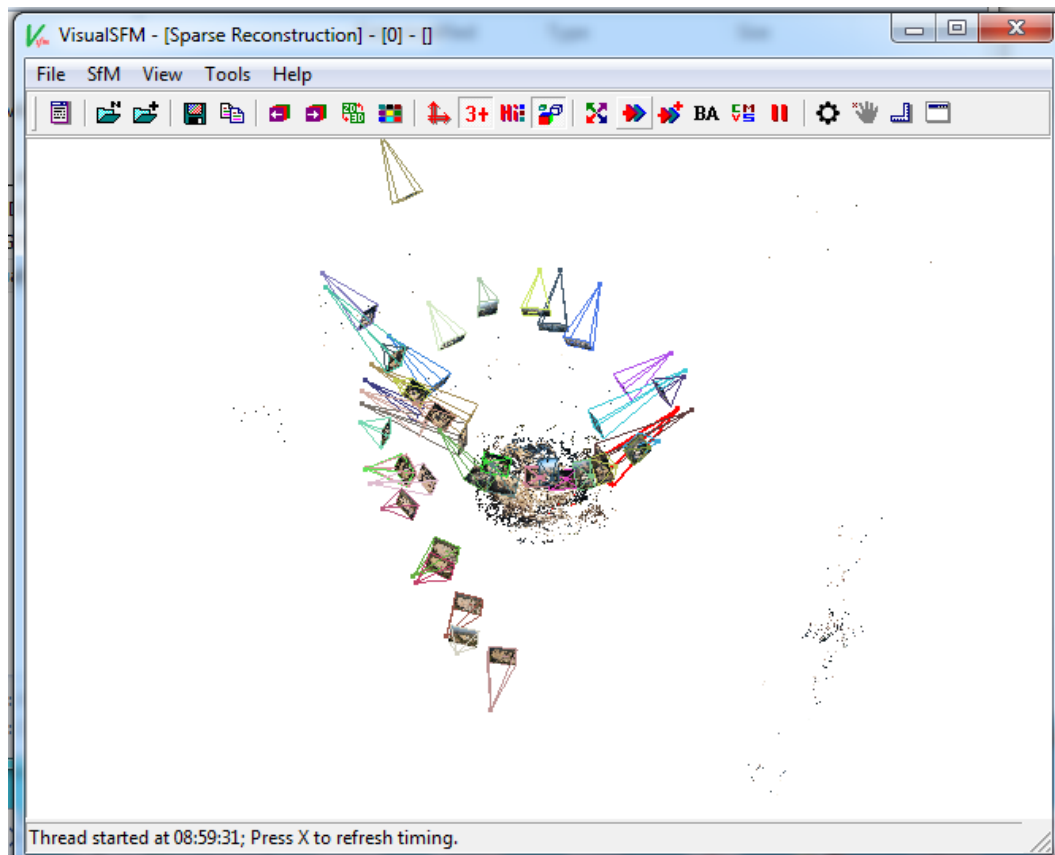 VisualSFM - [Sparse Reconstruction] - [0] - []
File SfM View Tools Help
3+ BA
Thread started at 08:59:31; Press X to refresh timing.